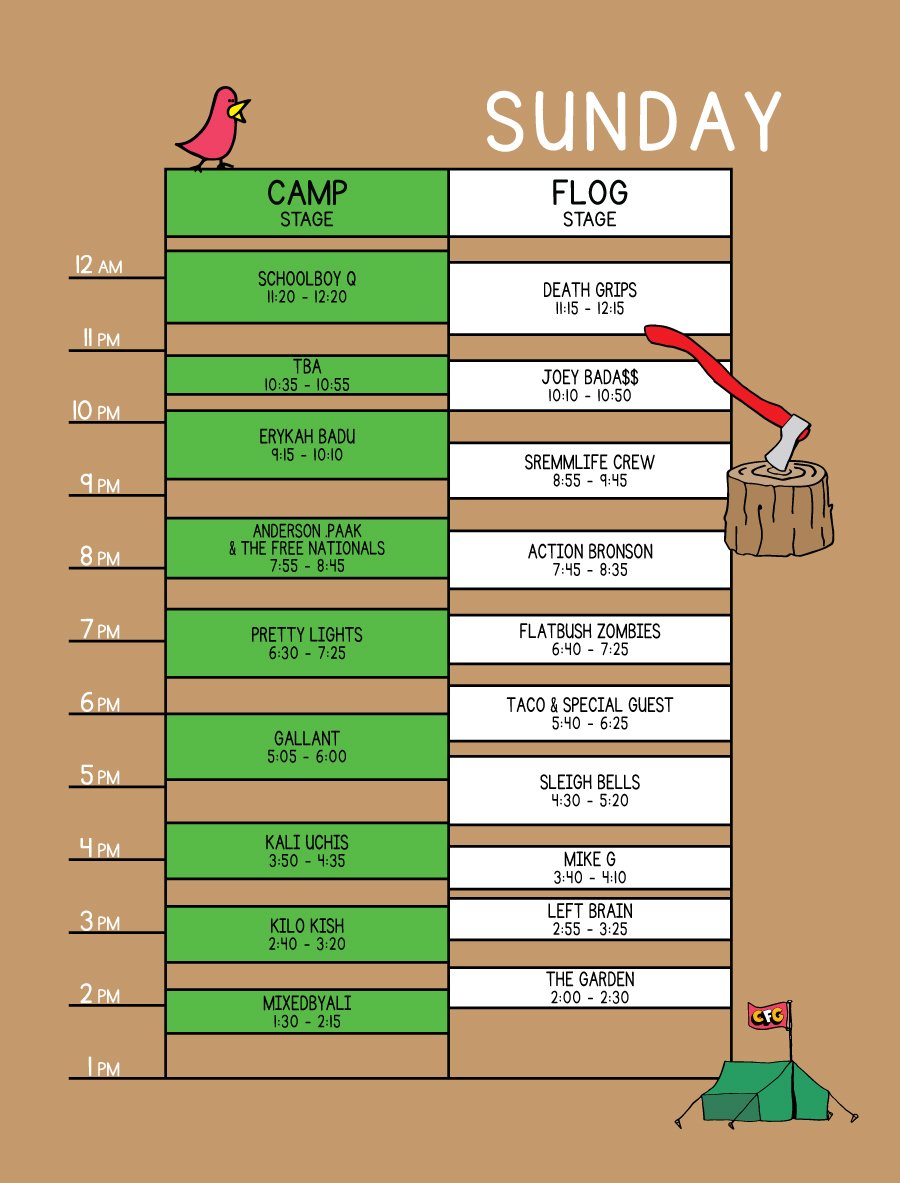 SUNDAY
CAMP
STAGE
FLOG
STAGE
12 AM
SCHOOLBOY Q
11:20 - 12:20
DEATH GRIPS
11:15 - 12:15
11 PM
TBA
10:35 - 10:55
JOEY BADA$$
10:10 - 10:50
10 PM
ERYKAH BADU
9:15 - 10:10
SREMMLIFE CREW
8:55 - 9:45
9 PM
ANDERSON .PAAK
& THE FREE NATIONALS
7:55 - 8:45
ACTION BRONSON
7:45 - 8:35
8 PM
7 PM
PRETTY LIGHTS
6:30 - 7:25
FLATBUSH ZOMBIES
6:40 - 7:25
6 PM
TACO & SPECIAL GUEST
5:40 - 6:25
GALLANT
5:05 - 6:00
5 PM
SLEIGH BELLS
4:30 - 5:20
4 PM
KALI UCHIS
3:50 - 4:35
MIKE G
3:40 - 4:10
3 PM
KILO KISH
2:40 - 3:20
LEFT BRAIN
2:55 - 3:25
2 PM
THE GARDEN
2:00 - 2:30
MIXEDBYALI
1:30 - 2:15
CFG
1 PM